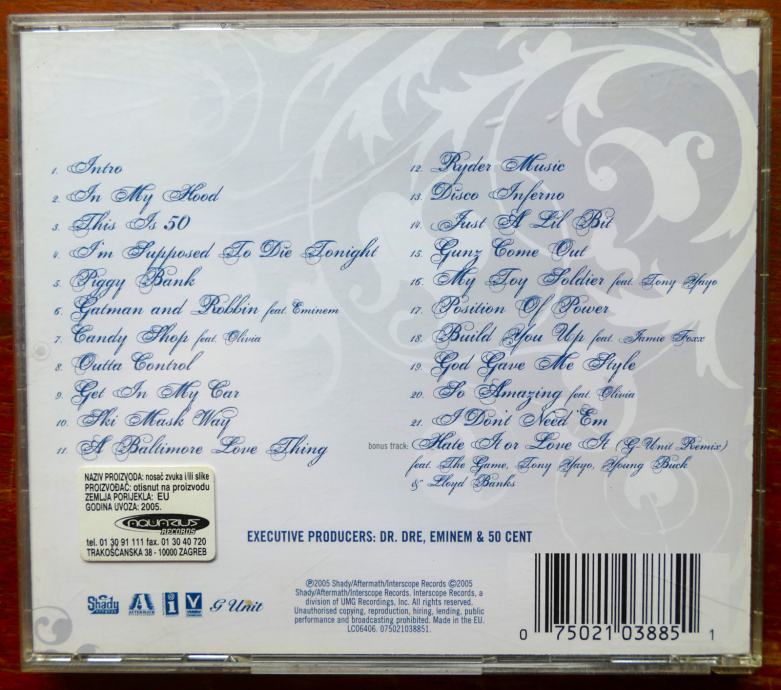 1. Intro
2. In My Hood
3. This Is 50
4. I'm Supposed To Die Tonight
5. Piggy Bank
6. Gatman and Robbin feat. Eminem
7. Candy Shop feat. Olivia
8. Outta Control
9. Get In My Car
10. Ski Mask Way
11. A Baltimore Love Thing
12. Ryder Music
13. Disco Inferno
14. Just A Lil Bit
15. Gunz Come Out
16. My Toy Soldier feat. Tony Yayo
17. Position Of Power
18. Build You Up feat. Jamie Foxx
19. God Gave Me Style
20. So Amazing feat. Olivia
21. I Don't Need 'Em
bonus track: Hate It or Love It (G-Unit Remix)
feat. The Game, Tony Yayo, Young Buck
& Lloyd Banks
NAZIV PROIZVODA: nosač zvuka i/ili slike
PROIZVOĐAČ: otisnut na proizvodu
ZEMLJA PORIJEKLA: EU
GODINA UVOZA: 2005.
AQUARIUS
RECORDS
tel. 01 30 91 111 fax. 01 30 40 720
TRAKOŠĆANSKA 38 - 10000 ZAGREB
EXECUTIVE PRODUCERS: DR. DRE, EMINEM & 50 CENT
Shady
RECORDS
AFTERMATH
i
V
G Unit
℗2005 Shady/Aftermath/Interscope Records ©2005
Shady/Aftermath/Interscope Records. Interscope Records, a
division of UMG Recordings, Inc. All rights reserved.
Unauthorised copying, reproduction, hiring, lending, public
performance and broadcasting prohibited. Made in the EU.
LC06406. 075021038851.
0 75021 03885 1